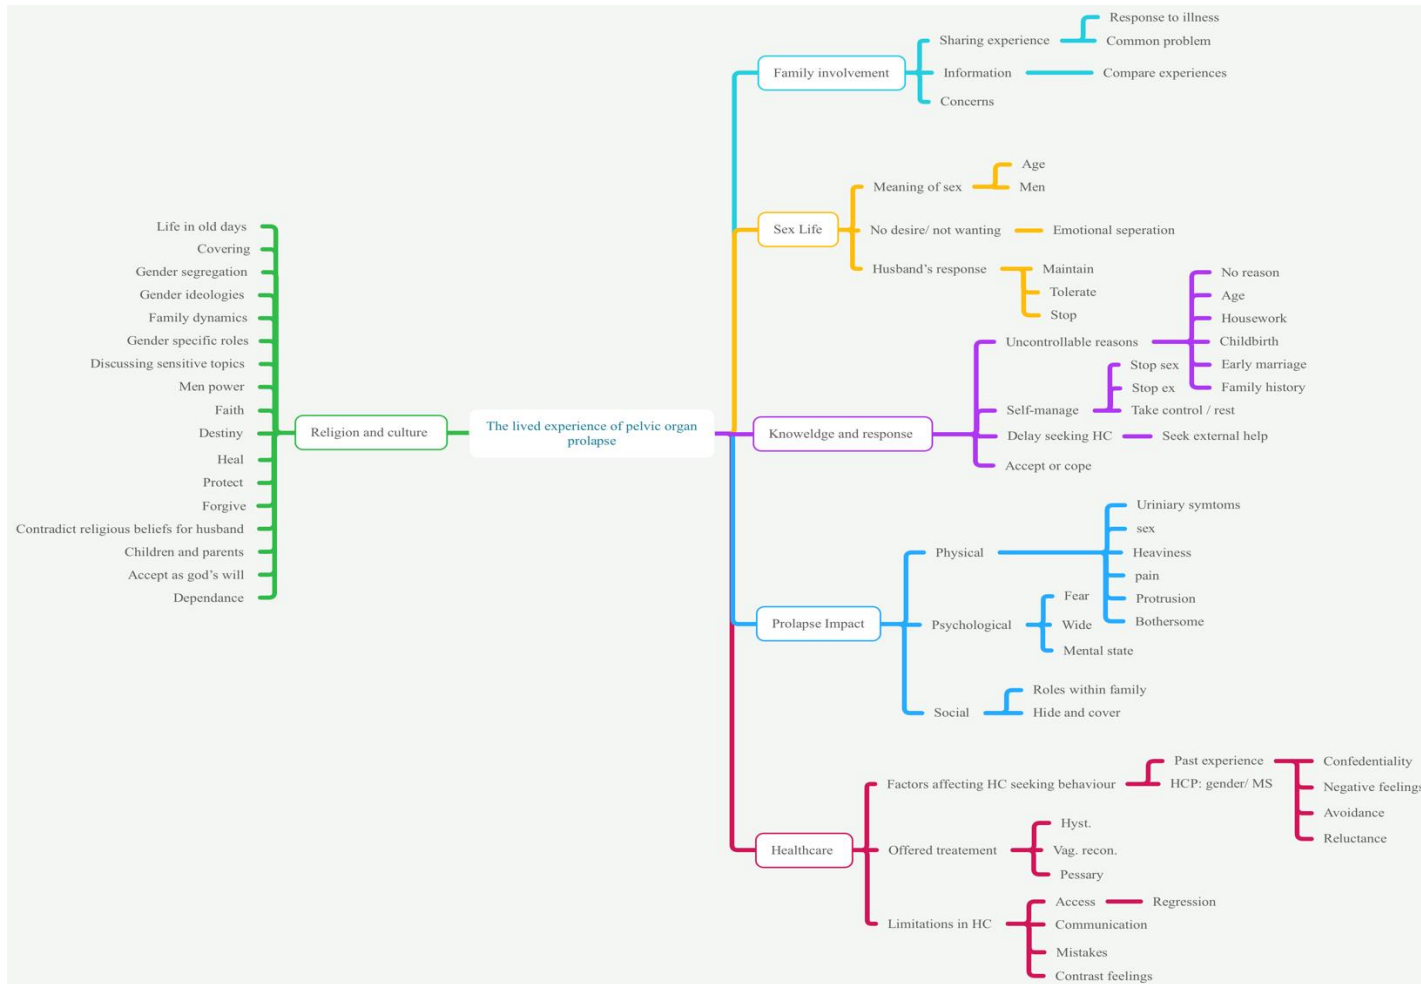 Life in old days
Covering
Gender segregation
Gender ideologies
Family dynamics
Gender specific roles
Discussing sensitive topics
Men power
Faith
Destiny
Heal
Protect
Forgive
Contradict religious beliefs for husband
Children and parents
Accept as god's will
Dependance
Religion and culture
The lived experience of pelvic organ
prolapse
Family involvement
Sharing experience
Response to illness
Common problem
Information
Compare experiences
Concerns
Sex Life
Meaning of sex
Age
Men
No desire/ not wanting
Emotional seperation
Husband's response
Maintain
Tolerate
Stop
Knoweldge and response
Uncontrollable reasons
No reason
Age
Housework
Childbirth
Early marriage
Family history
Self-manage
Stop sex
Stop ex
Take control / rest
Delay seeking HC
Seek external help
Accept or cope
Prolapse Impact
Physical
Uriniary symtoms
sex
Heaviness
pain
Protrusion
Bothersome
Psychological
Fear
Wide
Mental state
Social
Roles within family
Hide and cover
Healthcare
Factors affecting HC seeking behaviour
Past experience
Confedentiality
Negative feelings
Avoidance
Reluctance
HCP: gender/ MS
Offered treatement
Hyst.
Vag. recon.
Pessary
Limitations in HC
Access
Regression
Communication
Mistakes
Contrast feelings